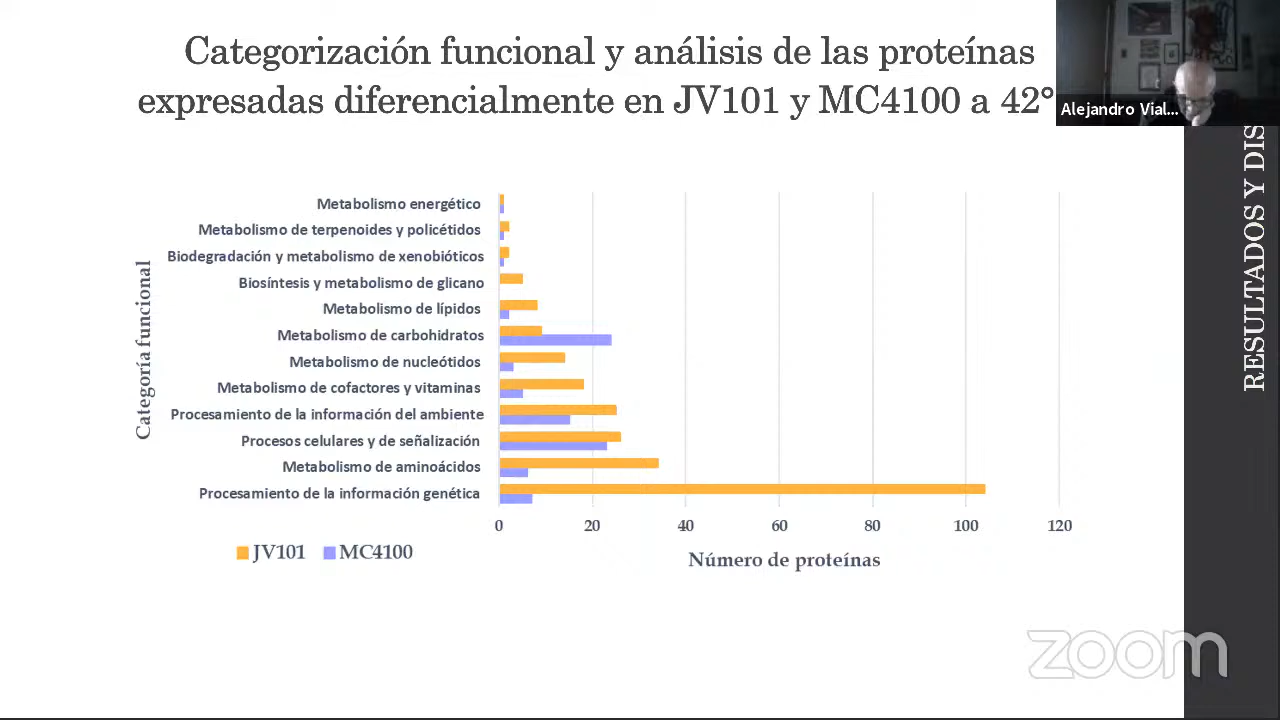 Categorización funcional y análisis de las proteínas
expresadas diferencialmente en JV101 y MC4100 a 42°
Alejandro Vial...
RESULTADOS Y DIS
Categoría funcional
Metabolismo energético
Metabolismo de terpenoides y policétidos
Biodegradación y metabolismo de xenobióticos
Biosíntesis y metabolismo de glicano
Metabolismo de lípidos
Metabolismo de carbohidratos
Metabolismo de nucleótidos
Metabolismo de cofactores y vitaminas
Procesamiento de la información del ambiente
Procesos celulares y de señalización
Metabolismo de aminoácidos
Procesamiento de la información genética
0 20 40 60 80 100 120
JV101 MC4100
Número de proteínas
zoom